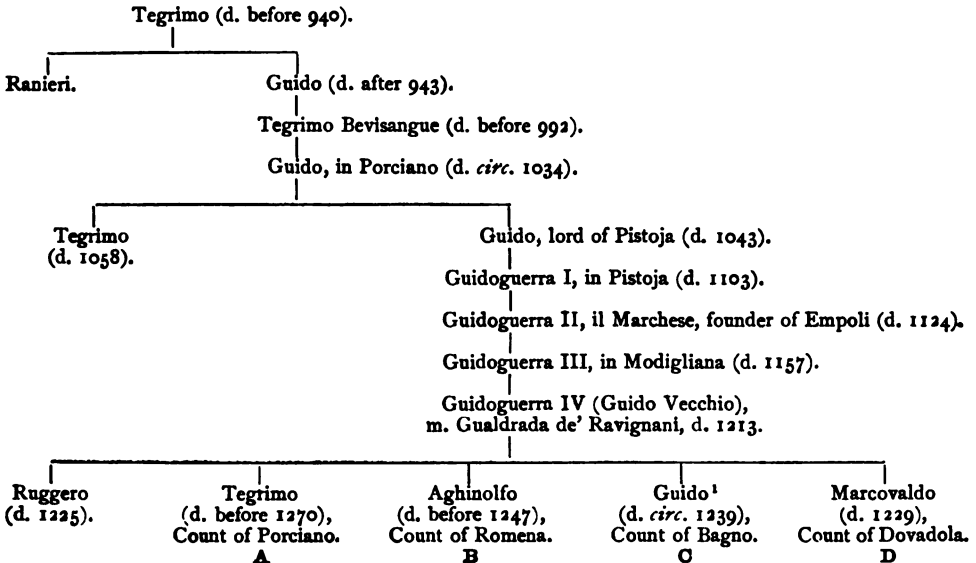 Tegrimo (d. before 940).
Ranieri.
Guido (d. after 943).
Tegrimo Bevisangue (d. before 992).
Guido, in Porciano (d. circ. 1034).
Tegrimo
(d. 1058).
Guido, lord of Pistoja (d. 1043).
Guidoguerra I, in Pistoja (d. 1103).
Guidoguerra II, il Marchese, founder of Empoli (d. 1124).
Guidoguerra III, in Modigliana (d. 1157).
Guidoguerra IV (Guido Vecchio),
m. Gualdrada de' Ravignani, d. 1213.
Ruggero
(d. 1225).
Tegrimo
(d. before 1270),
Count of Porciano.
A
Aghinolfo
(d. before 1247),
Count of Romena.
B
Guido¹
(d. circ. 1239),
Count of Bagno.
C
Marcovaldo
(d. 1229),
Count of Dovadola.
D